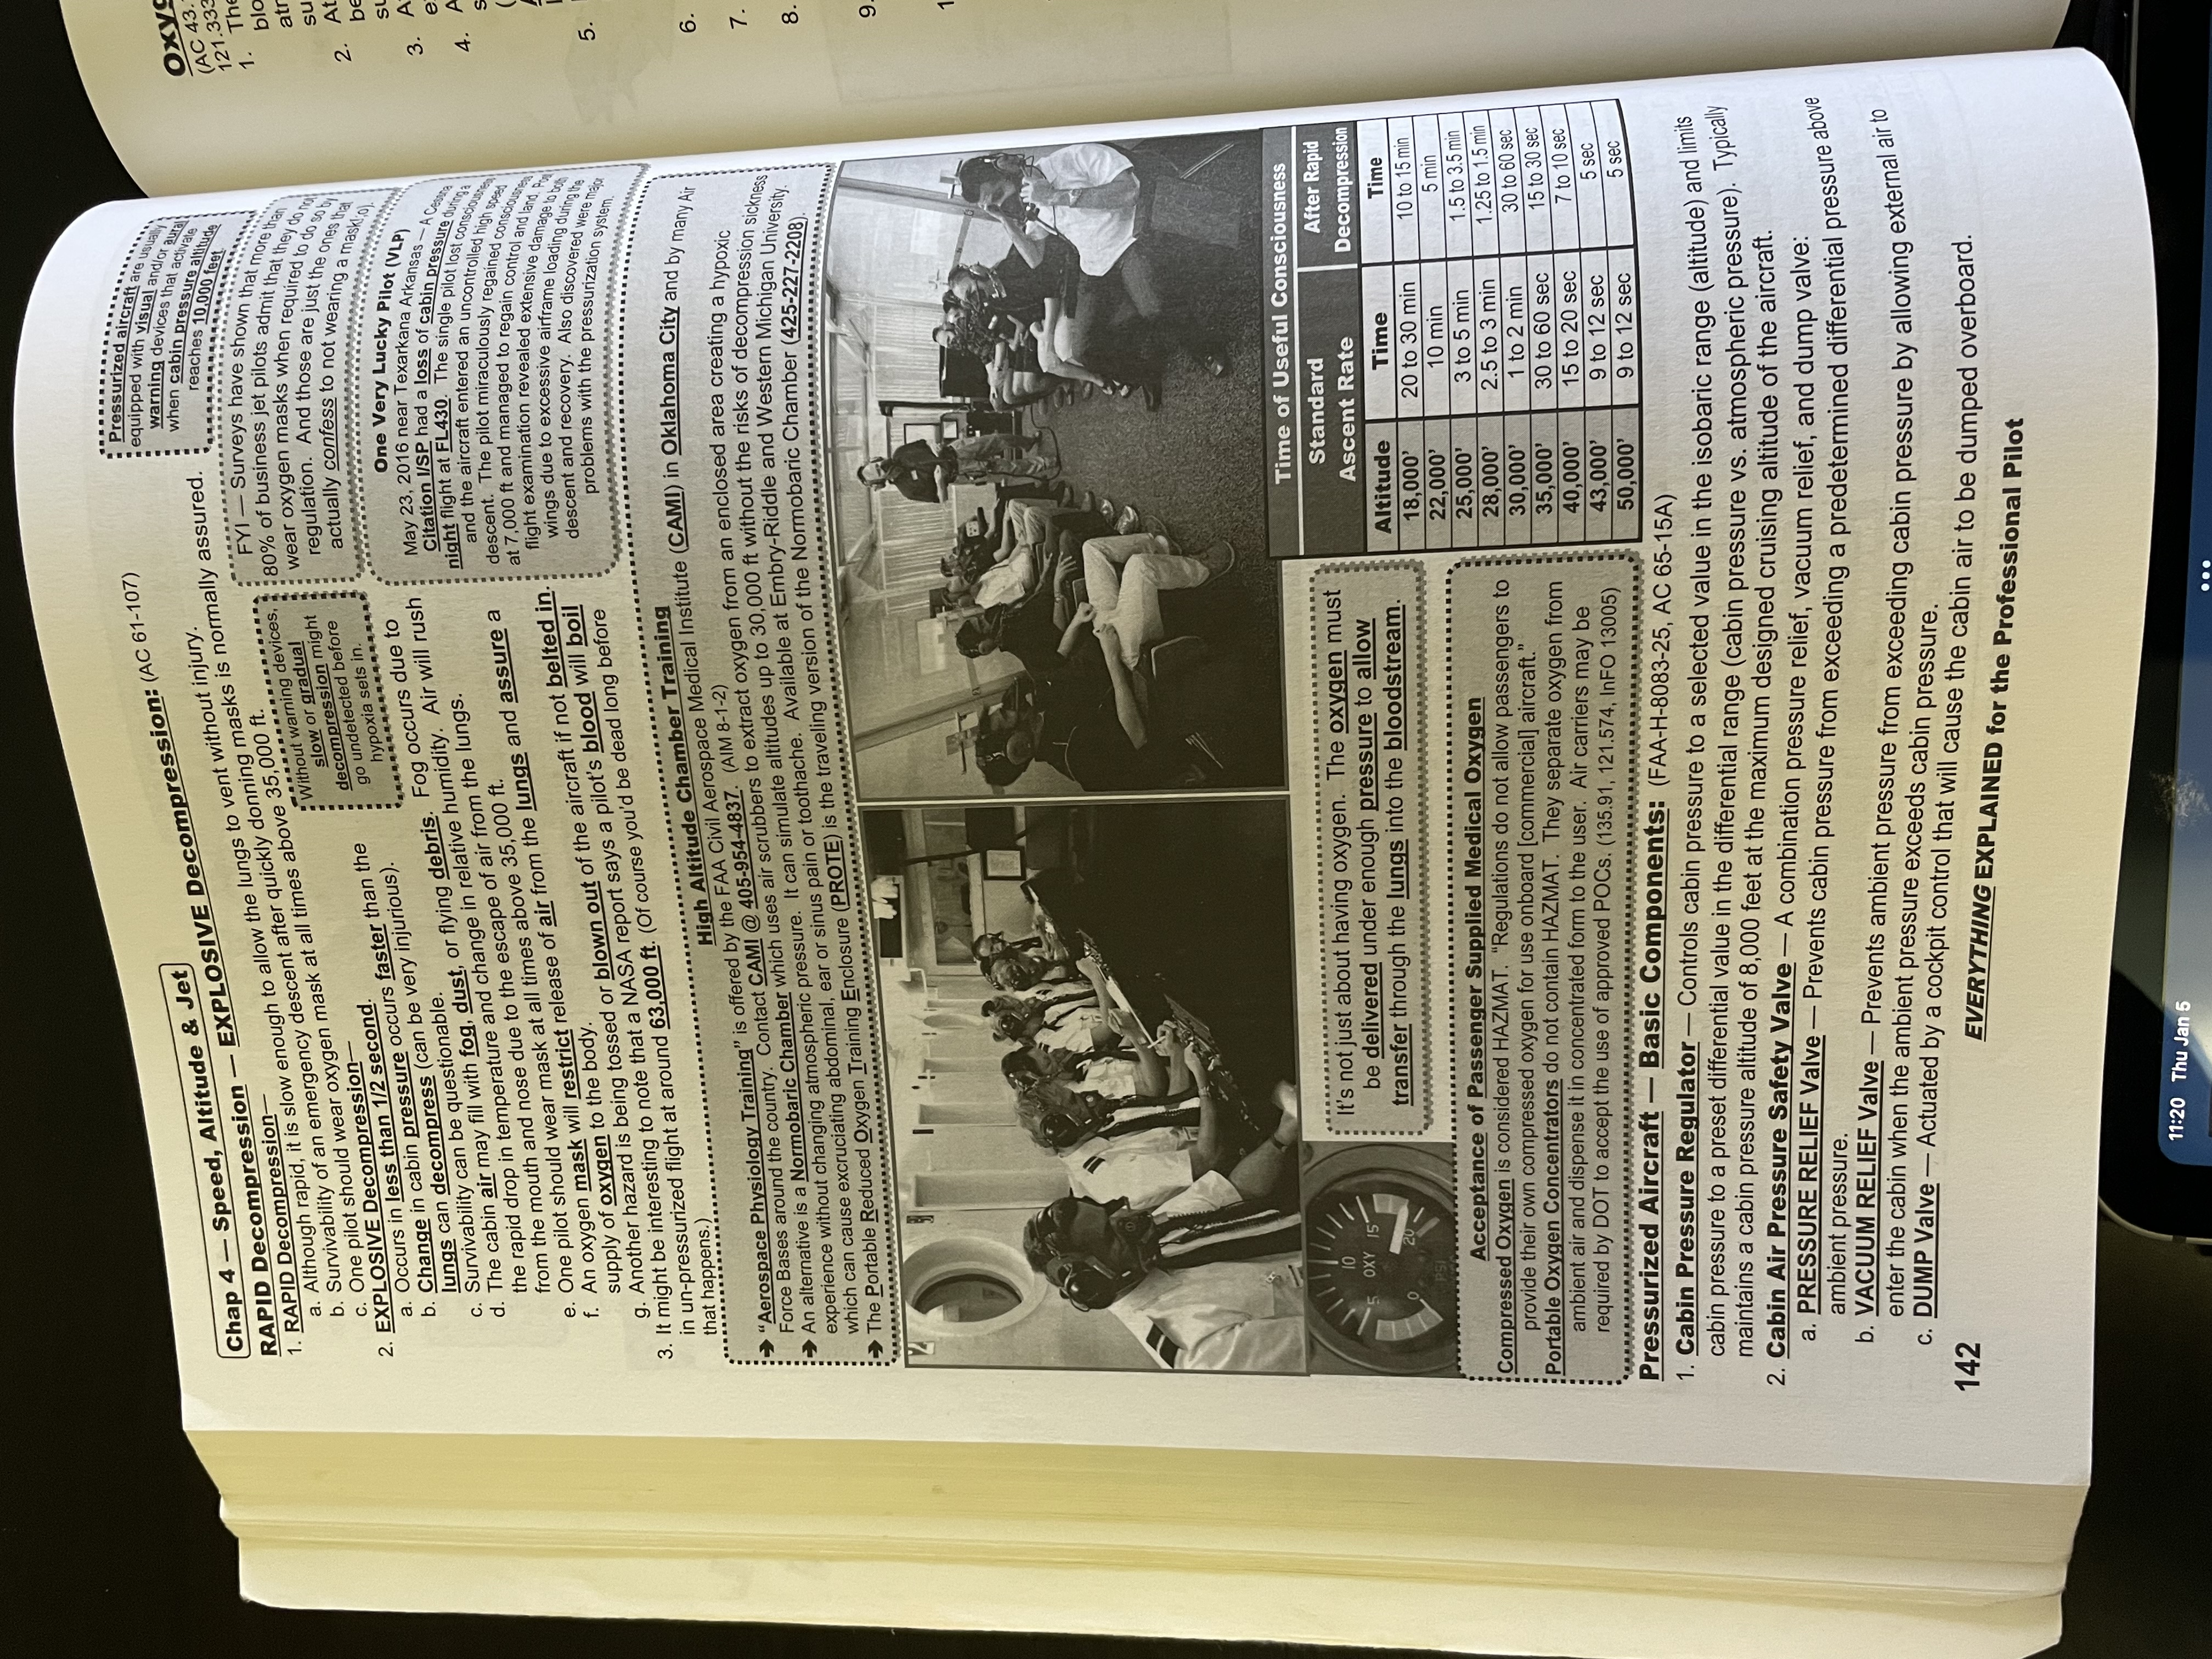 Chap 4 — Speed, Altitude & Jet
RAPID Decompression — EXPLOSIVE Decompression: (AC 61-107)
1. RAPID Decompression—
a. Although rapid, it is slow enough to allow the lungs to vent without injury.
b. Survivability of an emergency descent after quickly donning masks is normally assured.
c. One pilot should wear oxygen mask at all times above 35,000 ft.
2. EXPLOSIVE Decompression—
a. Occurs in less than 1/2 second.
b. Change in cabin pressure occurs faster than the
lungs can decompress (can be very injurious).
c. Survivability can be questionable.
d. The cabin air may fill with fog, dust, or flying debris. Fog occurs due to
the rapid drop in temperature and change in relative humidity. Air will rush
from the mouth and nose due to the escape of air from the lungs.
e. One pilot should wear mask at all times above 35,000 ft.
f. An oxygen mask will restrict release of air from the lungs and assure a
supply of oxygen to the body.
g. Another hazard is being tossed or blown out of the aircraft if not belted in.
3. It might be interesting to note that a NASA report says a pilot's blood will boil
in un-pressurized flight at around 63,000 ft. (Of course you'd be dead long before
that happens.)
Pressurized aircraft are usually
equipped with visual and/or aural
warning devices that activate
when cabin pressure altitude
reaches 10,000 feet.
Without warning devices,
slow or gradual
decompression might
go undetected before
hypoxia sets in.
FYI — Surveys have shown that more than
80% of business jet pilots admit that they do not
wear oxygen masks when required to do so by
regulation. And those are just the ones that
actually confess to not wearing a mask!:o).
One Very Lucky Pilot (VLP)
May 23, 2016 near Texarkana Arkansas — A Cessna
Citation I/SP had a loss of cabin pressure during a
night flight at FL430. The single pilot lost consciousness
and the aircraft entered an uncontrolled high speed
descent. The pilot miraculously regained consciousness
at 7,000 ft and managed to regain control and land. Post
flight examination revealed extensive damage to both
wings due to excessive airframe loading during the
descent and recovery. Also discovered were major
problems with the pressurization system.
High Altitude Chamber Training
➔ "Aerospace Physiology Training" is offered by the FAA Civil Aerospace Medical Institute (CAMI) in Oklahoma City and by many Air
Force Bases around the country. Contact CAMI @ 405-954-4837. (AIM 8-1-2)
➔ An alternative is a Normobaric Chamber which uses air scrubbers to extract oxygen from an enclosed area creating a hypoxic
experience without changing atmospheric pressure. It can simulate altitudes up to 30,000 ft without the risks of decompression sickness
which can cause excruciating abdominal, ear or sinus pain or toothache. Available at Embry-Riddle and Western Michigan University.
➔ The Portable Reduced Oxygen Training Enclosure (PROTE) is the traveling version of the Normobaric Chamber (425-227-2208).
2
10
5 OXY 15
0 20
PSI
It's not just about having oxygen. The oxygen must
be delivered under enough pressure to allow
transfer through the lungs into the bloodstream.
Acceptance of Passenger Supplied Medical Oxygen
Compressed Oxygen is considered HAZMAT. "Regulations do not allow passengers to
provide their own compressed oxygen for use onboard [commercial] aircraft."
Portable Oxygen Concentrators do not contain HAZMAT. They separate oxygen from
ambient air and dispense it in concentrated form to the user. Air carriers may be
required by DOT to accept the use of approved POCs. (135.91, 121.574, InFO 13005)
Time of Useful Consciousness
Standard After Rapid
Ascent Rate Decompression
Altitude Time Time
18,000' 20 to 30 min 10 to 15 min
22,000' 10 min 5 min
25,000' 3 to 5 min 1.5 to 3.5 min
28,000' 2.5 to 3 min 1.25 to 1.5 min
30,000' 1 to 2 min 30 to 60 sec
35,000' 30 to 60 sec 15 to 30 sec
40,000' 15 to 20 sec 7 to 10 sec
43,000' 9 to 12 sec 5 sec
50,000' 9 to 12 sec 5 sec
Pressurized Aircraft — Basic Components: (FAA-H-8083-25, AC 65-15A)
1. Cabin Pressure Regulator — Controls cabin pressure to a selected value in the isobaric range (altitude) and limits
cabin pressure to a preset differential value in the differential range (cabin pressure vs. atmospheric pressure). Typically
maintains a cabin pressure altitude of 8,000 feet at the maximum designed cruising altitude of the aircraft.
2. Cabin Air Pressure Safety Valve — A combination pressure relief, vacuum relief, and dump valve:
a. PRESSURE RELIEF Valve — Prevents cabin pressure from exceeding a predetermined differential pressure above
ambient pressure.
b. VACUUM RELIEF Valve — Prevents ambient pressure from exceeding cabin pressure by allowing external air to
enter the cabin when the ambient pressure exceeds cabin pressure.
c. DUMP Valve — Actuated by a cockpit control that will cause the cabin air to be dumped overboard.
142
EVERYTHING EXPLAINED for the Professional Pilot
(AC 43.
121.333
1. The
blo
2. At
be
su
3.
4.
5.
6.
7.
8.
9.
11:20 Thu Jan 5